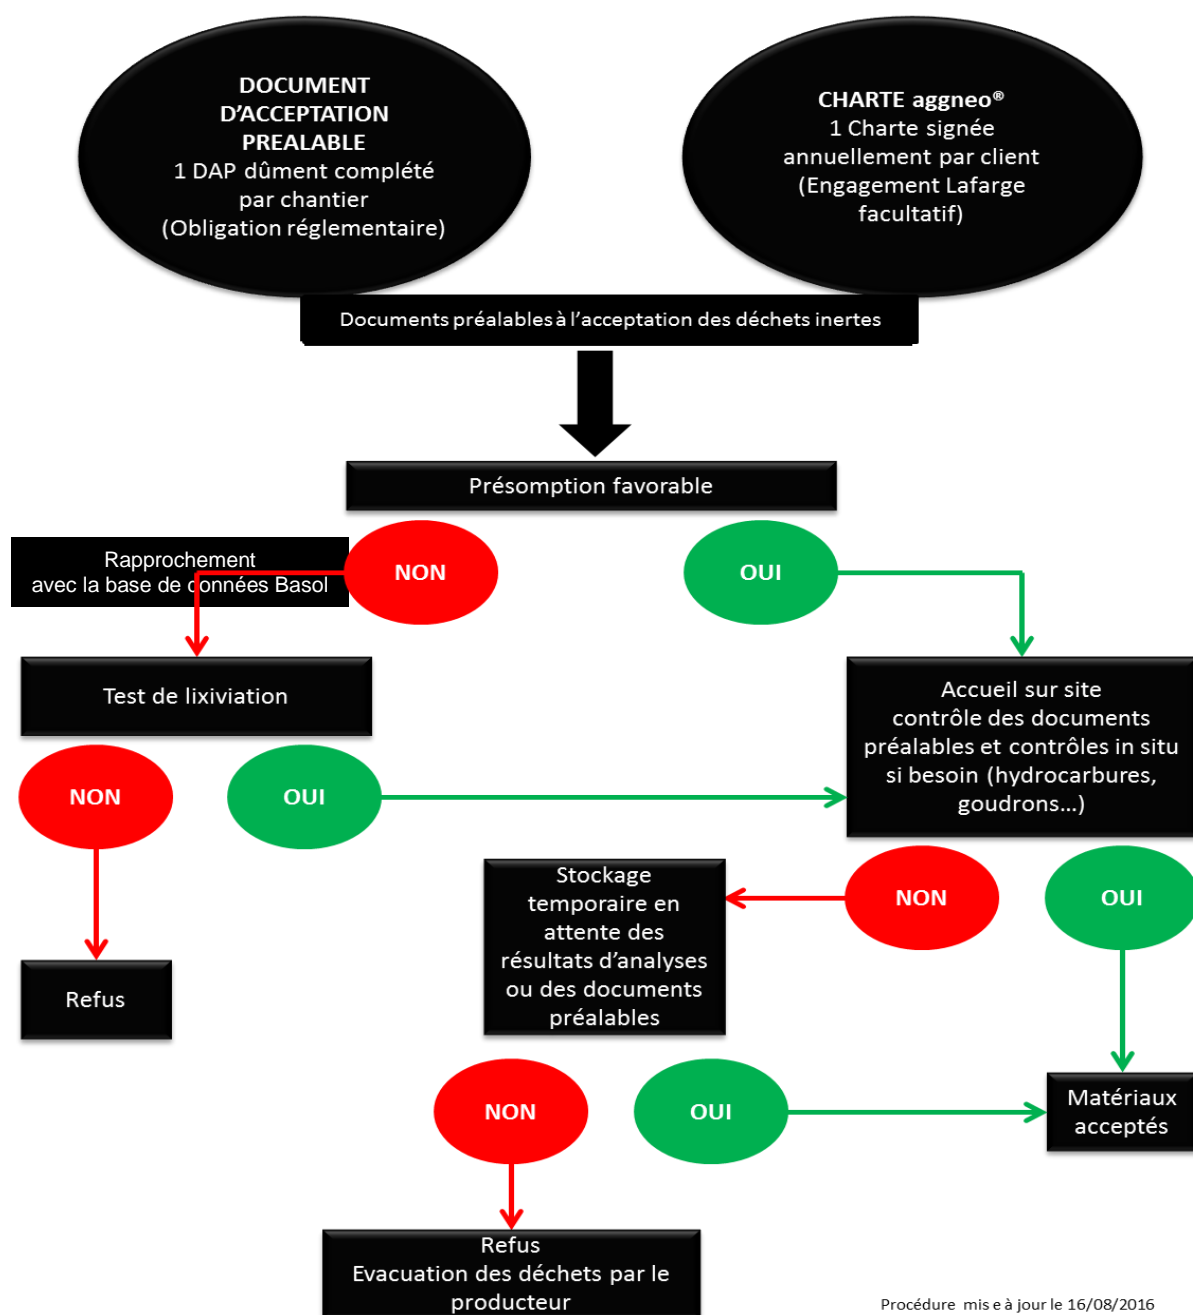 DOCUMENT
D’ACCEPTATION
PREALABLE
1 DAP dûment complété
par chantier
(Obligation réglementaire)
CHARTE aggneo®
1 Charte signée
annuellement par client
(Engagement Lafarge
facultatif)
Documents préalables à l’acceptation des déchets inertes
Présomption favorable
Rapprochement
avec la base de données Basol
NON
OUI
Test de lixiviation
Accueil sur site
contrôle des documents
préalables et contrôles in situ
si besoin (hydrocarbures,
goudrons…)
NON
OUI
Stockage
temporaire en
attente des
résultats d’analyses
ou des documents
préalables
NON
OUI
Refus
NON
OUI
Matériaux
acceptés
Refus
Evacuation des déchets par le
producteur
Procédure mis e à jour le 16/08/2016